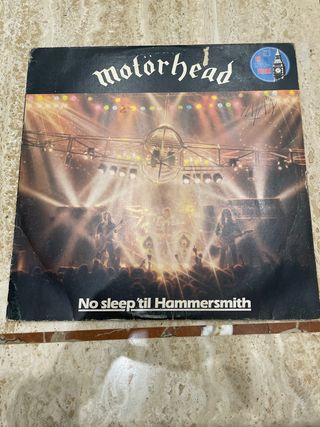 motörhead
No sleep 'til Hammersmith